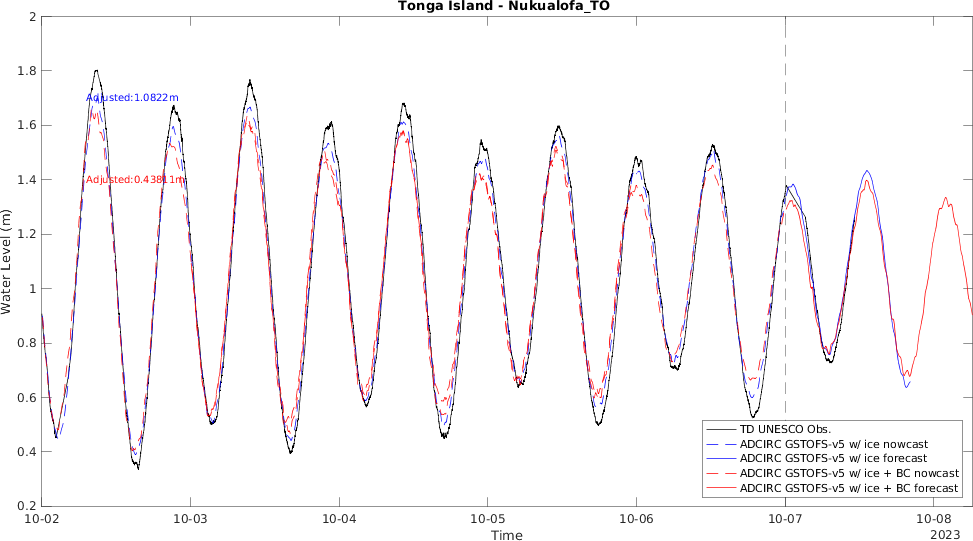 Tonga Island - Nukualofa_TO
2
1.8
Adjusted:1.0822m
1.6
Adjusted:0.43811m
1.4
1.2
Water Level (m)
1
0.8
0.6
0.4
0.2
TD UNESCO Obs.
ADCIRC GSTOFS-v5 w/ ice nowcast
ADCIRC GSTOFS-v5 w/ ice forecast
ADCIRC GSTOFS-v5 w/ ice + BC nowcast
ADCIRC GSTOFS-v5 w/ ice + BC forecast
10-02 10-03 10-04 10-05 10-06 10-07 10-08
Time
2023